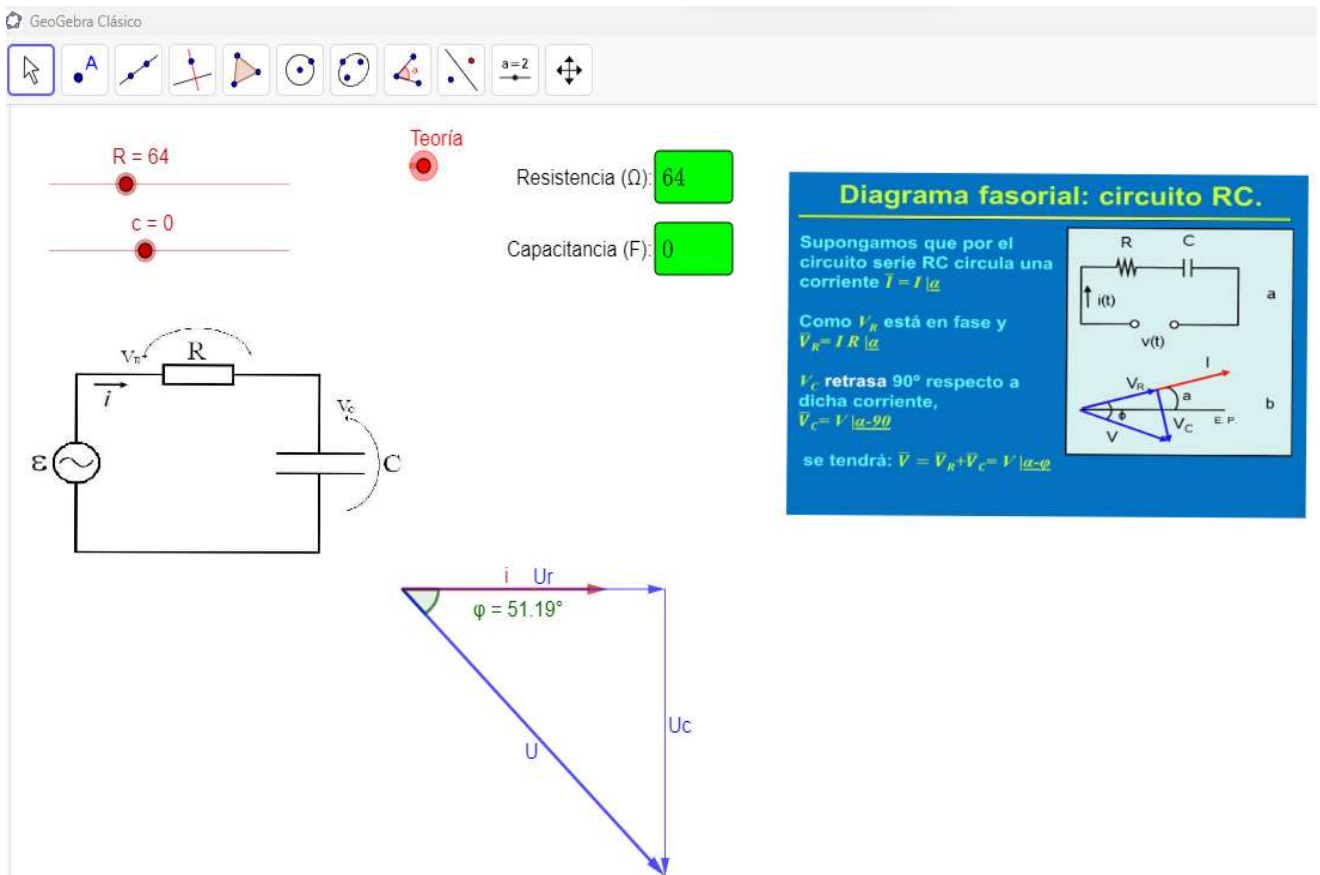 GeoGebra Clásico
A
a=2
R = 64
c = 0
Teoría
Resistencia (Ω): 64
Capacitancia (F): 0
V_R
R
i
V_c
ε
C
i Ur
φ = 51.19°
Uc
U
Diagrama fasorial: circuito RC.
Supongamos que por el
circuito serie RC circula una
corriente Ī = I |α
Como V_R está en fase y
V̄_R= I R |α
V_C retrasa 90º respecto a
dicha corriente,
V̄_C= V |α-90
se tendrá: V̄ = V̄_R+V̄_C= V |α-φ
R C
i(t)
a
v(t)
I
V_R
a
b
ϕ
V_C
E. P.
V